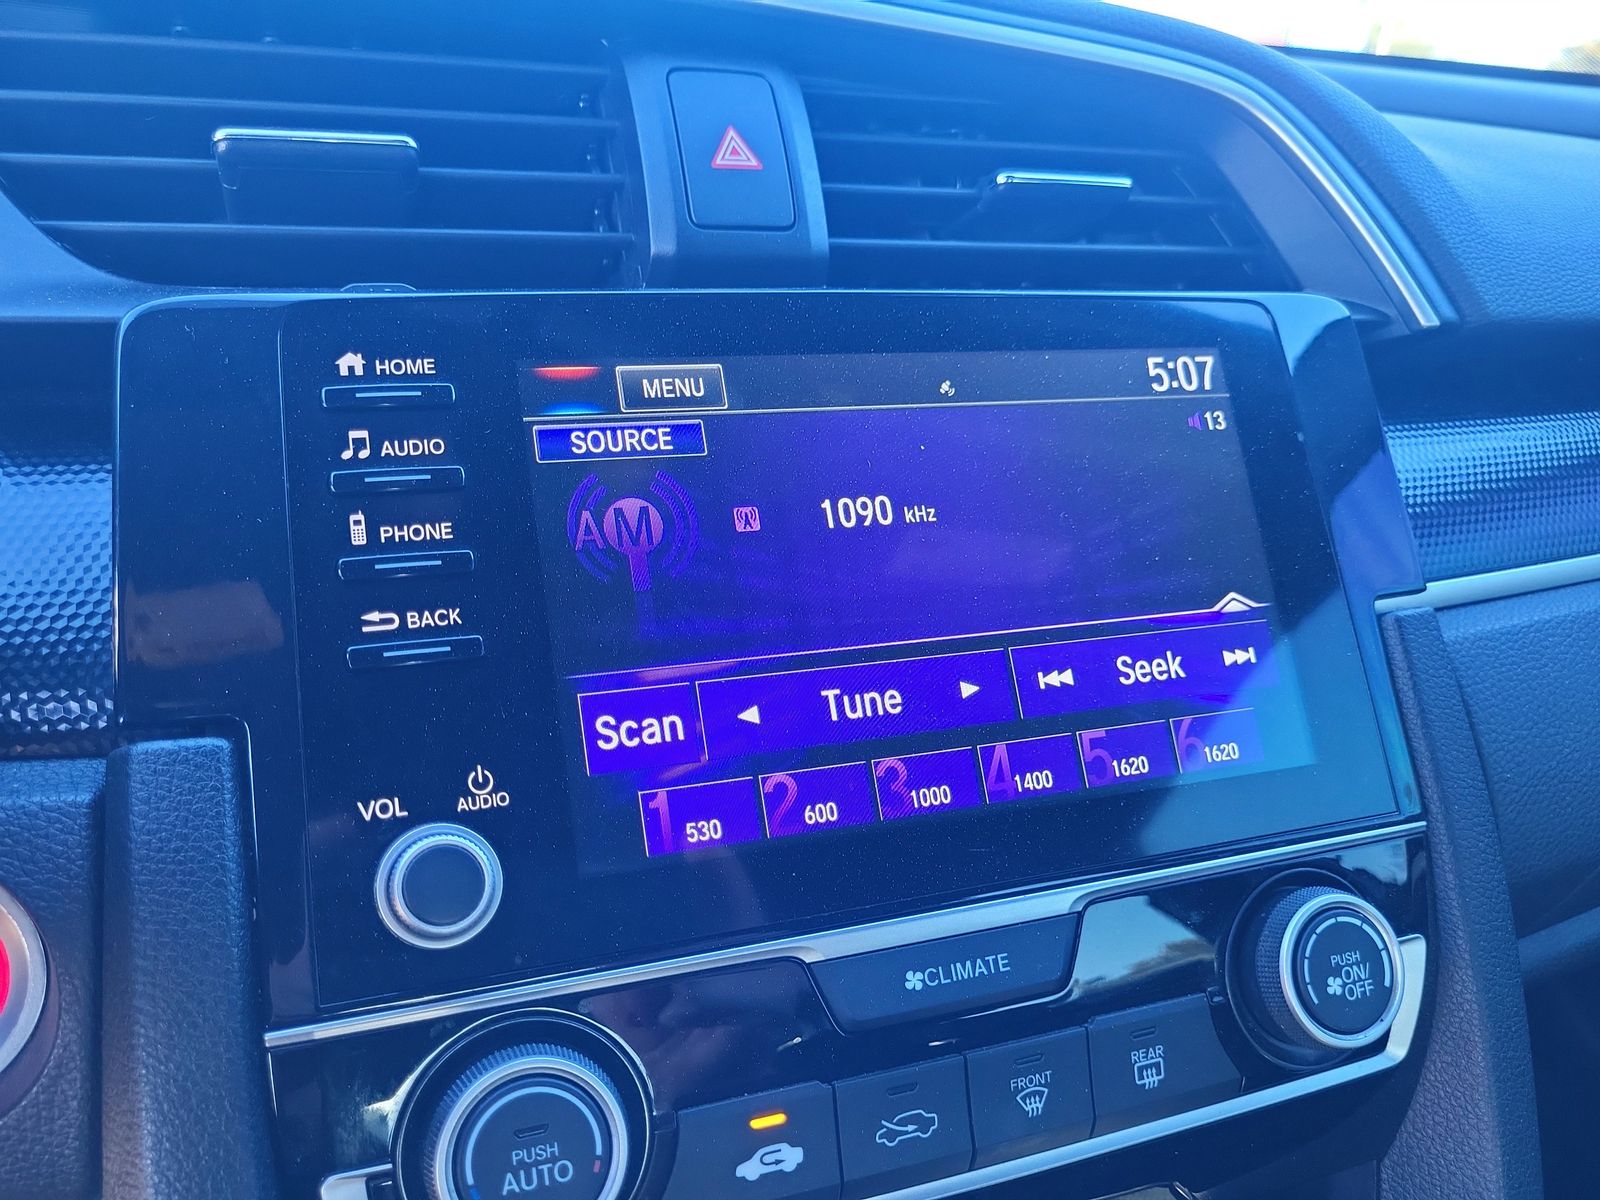 HOME
MENU
5:07
13
AUDIO
SOURCE
AM
1090 kHz
PHONE
BACK
Scan
Tune
Seek
1 530
2 600
3 1000
4 1400
5 1620
6 1620
VOL
AUDIO
CLIMATE
PUSH
ON/
OFF
FRONT
REAR
PUSH
AUTO